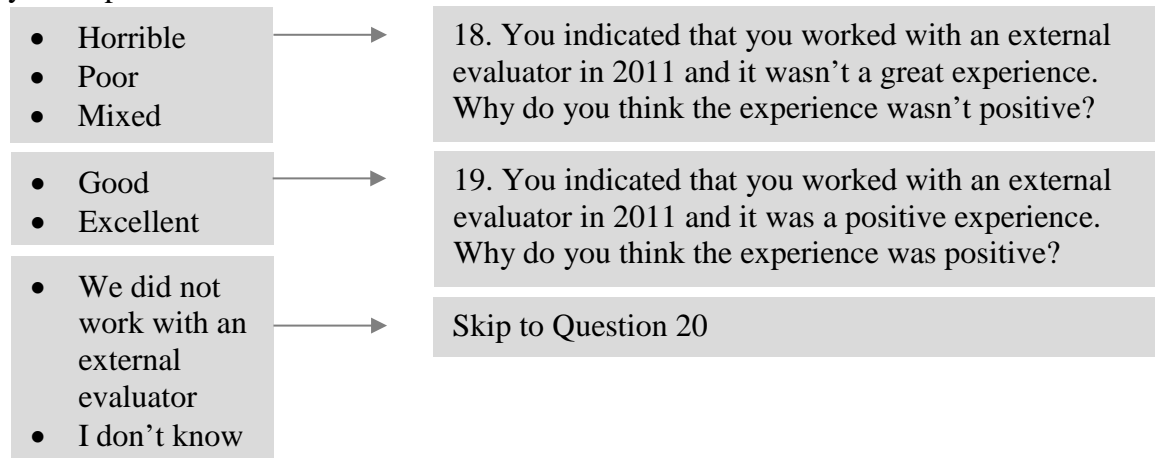 • Horrible
• Poor
• Mixed
18. You indicated that you worked with an external
evaluator in 2011 and it wasn’t a great experience.
Why do you think the experience wasn’t positive?
• Good
• Excellent
19. You indicated that you worked with an external
evaluator in 2011 and it was a positive experience.
Why do you think the experience was positive?
• We did not
work with an
external
evaluator
• I don’t know
Skip to Question 20